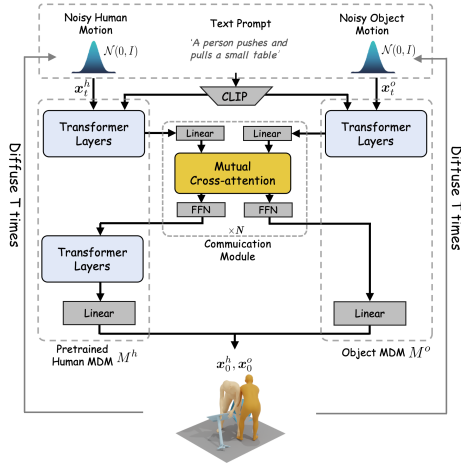 Noisy Human
Motion
Text Prompt
Noisy Object
Motion
𝒩(0, I)
'A person pushes and
pulls a small table'
𝒩(0, I)
x_t^h
CLIP
x_t^o
Transformer
Layers
Linear
Linear
Transformer
Layers
Mutual
Cross-attention
FFN
FFN
×N
Commuication
Module
Transformer
Layers
Linear
Linear
Pretrained
Human MDM M^h
Object MDM M^o
x_0^h, x_0^o
Diffuse T times
Diffuse T times